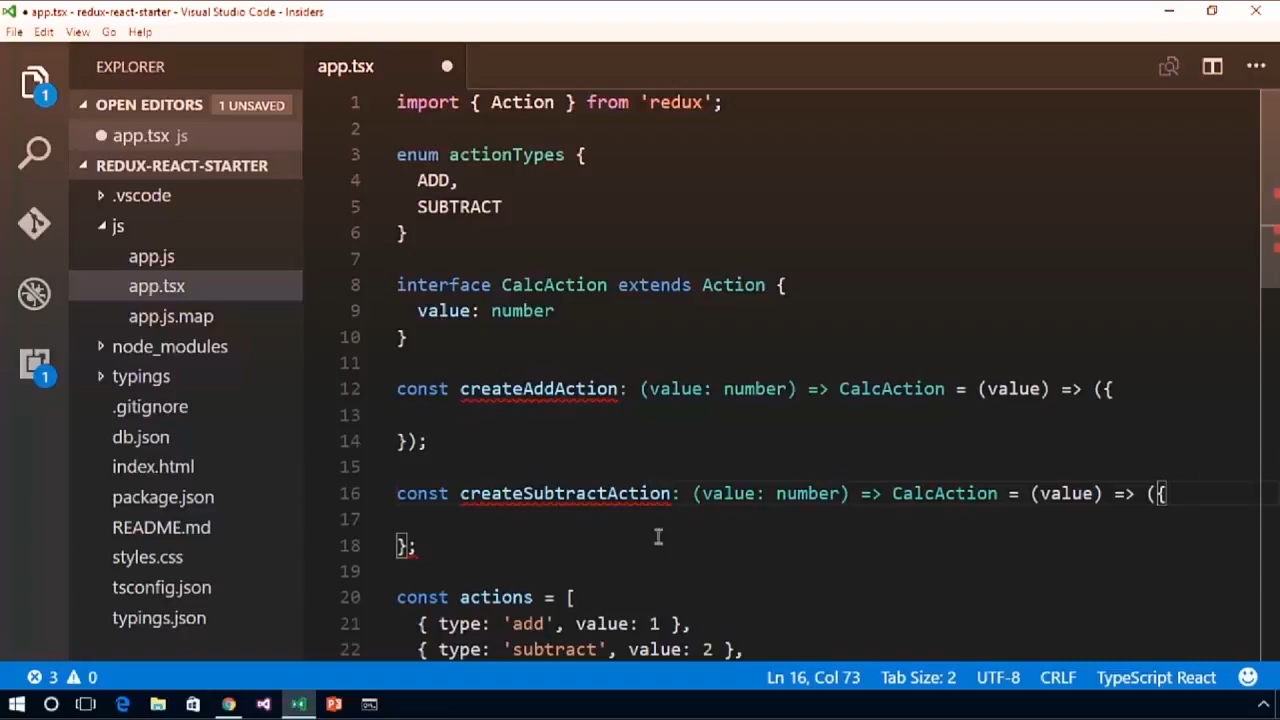 ● app.tsx - redux-react-starter - Visual Studio Code - Insiders
File Edit View Go Help
EXPLORER
OPEN EDITORS 1 UNSAVED
● app.tsx js
REDUX-REACT-STARTER
.vscode
js
app.js
app.tsx
app.js.map
node_modules
typings
.gitignore
db.json
index.html
package.json
README.md
styles.css
tsconfig.json
typings.json
1
1
app.tsx ●
1 import { Action } from 'redux';
2
3 enum actionTypes {
4 ADD,
5 SUBTRACT
6 }
7
8 interface CalcAction extends Action {
9 value: number
10 }
11
12 const createAddAction: (value: number) => CalcAction = (value) => ({
13
14 });
15
16 const createSubtractAction: (value: number) => CalcAction = (value) => ({
17
18 };
19
20 const actions = [
21 { type: 'add', value: 1 },
22 { type: 'subtract', value: 2 },
3 0 Ln 16, Col 73 Tab Size: 2 UTF-8 CRLF TypeScript React